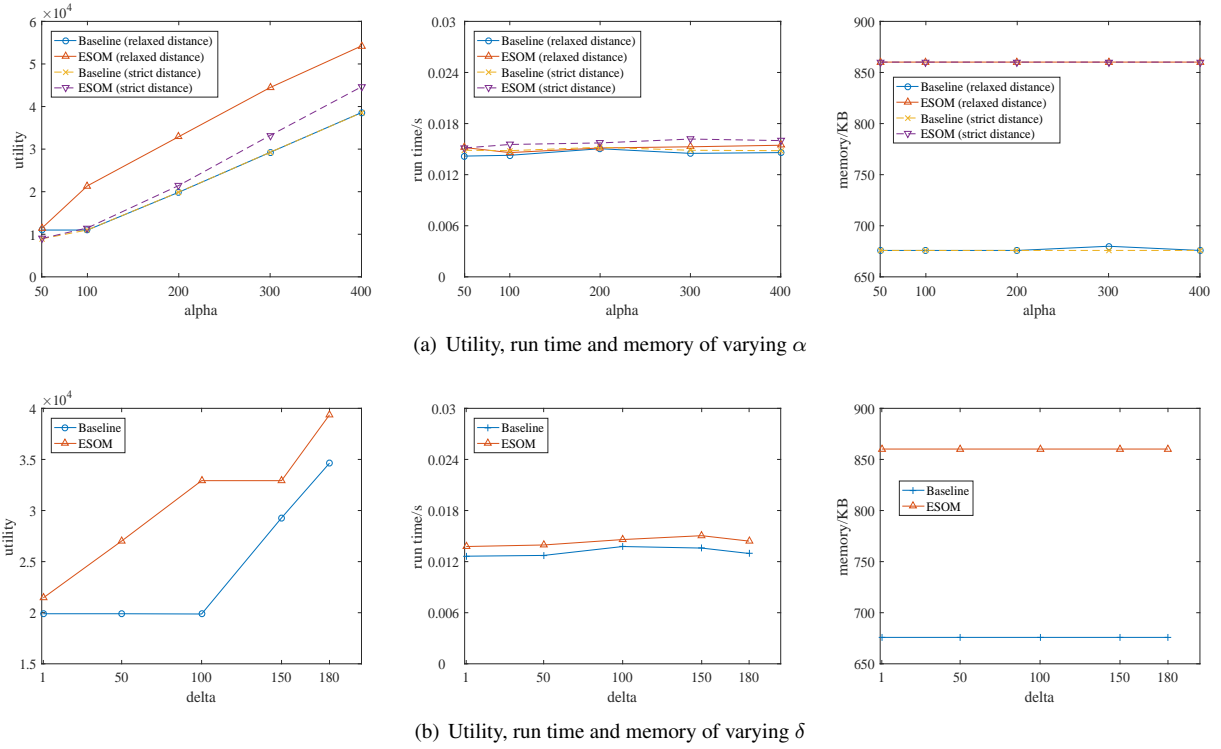 ×10⁴
6
5
4
3
2
1
0
50 100 200 300 400
alpha
utility
Baseline (relaxed distance)
ESOM (relaxed distance)
Baseline (strict distance)
ESOM (strict distance)
0.03
0.024
0.018
0.012
0.006
0
50 100 200 300 400
alpha
run time/s
Baseline (relaxed distance)
ESOM (relaxed distance)
Baseline (strict distance)
ESOM (strict distance)
900
850
800
750
700
650
50 100 200 300 400
alpha
memory/KB
Baseline (relaxed distance)
ESOM (relaxed distance)
Baseline (strict distance)
ESOM (strict distance)
(a) Utility, run time and memory of varying α
×10⁴
4
3.5
3
2.5
2
1.5
1 50 100 150 180
delta
utility
Baseline
ESOM
0.03
0.024
0.018
0.012
0.006
0
1 50 100 150 180
delta
run time/s
Baseline
ESOM
900
850
800
750
700
650
1 50 100 150 180
delta
memory/KB
Baseline
ESOM
(b) Utility, run time and memory of varying δ